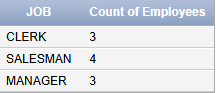 JOB Count of Employees
CLERK 3
SALESMAN 4
MANAGER 3